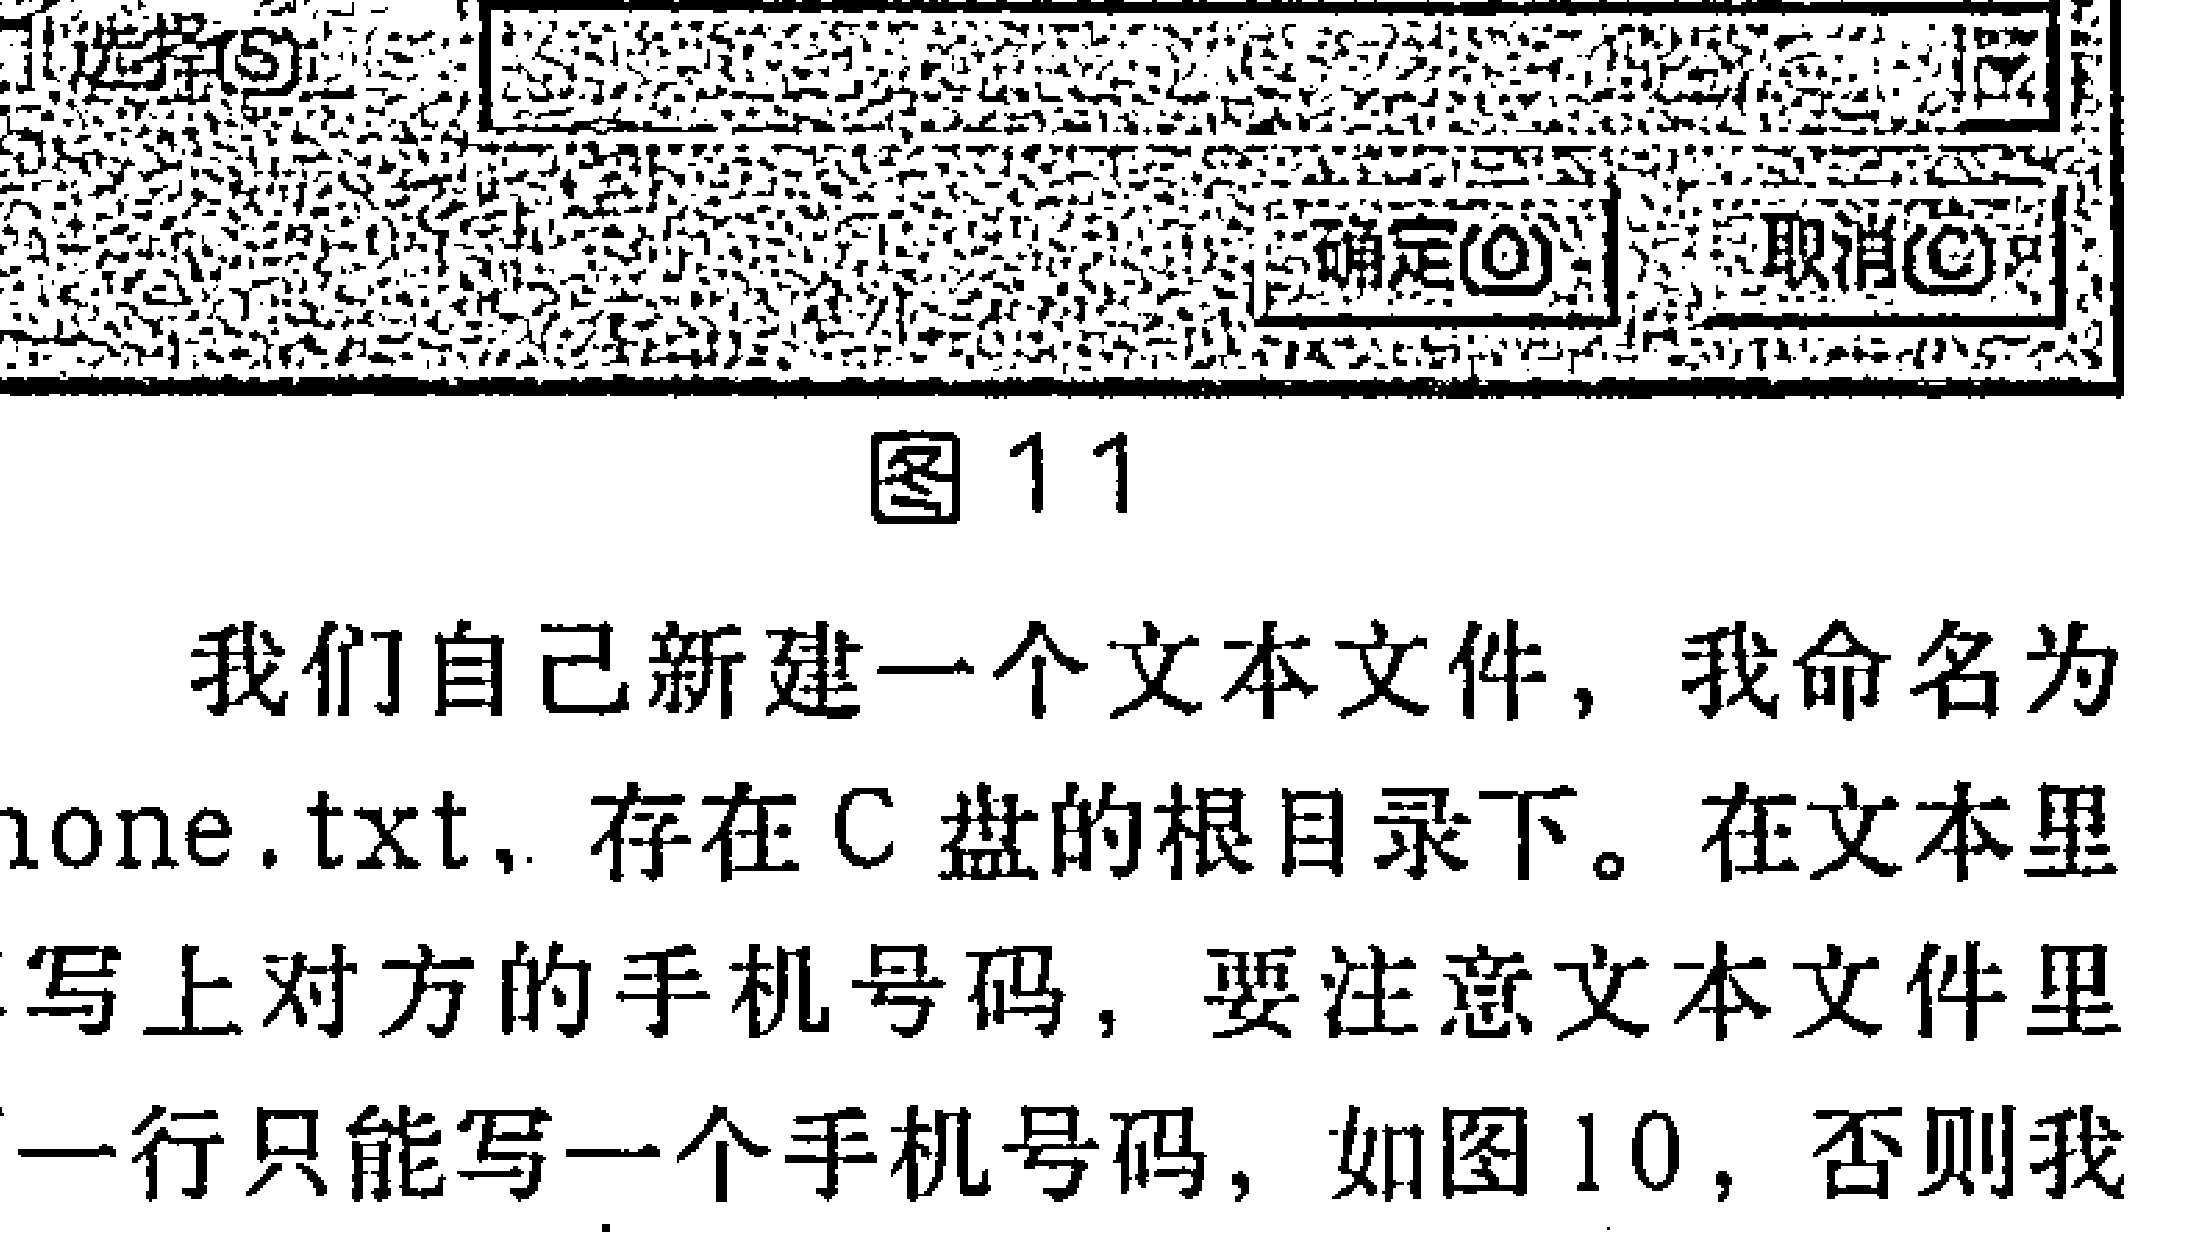 选择(S)
确定(O) 取消(C)
图 11
我们自己新建一个文本文件，我命名为
none.txt，存在 C 盘的根目录下。在文本里
写上对方的手机号码，要注意文本文件里
一行只能写一个手机号码，如图 10，否则我